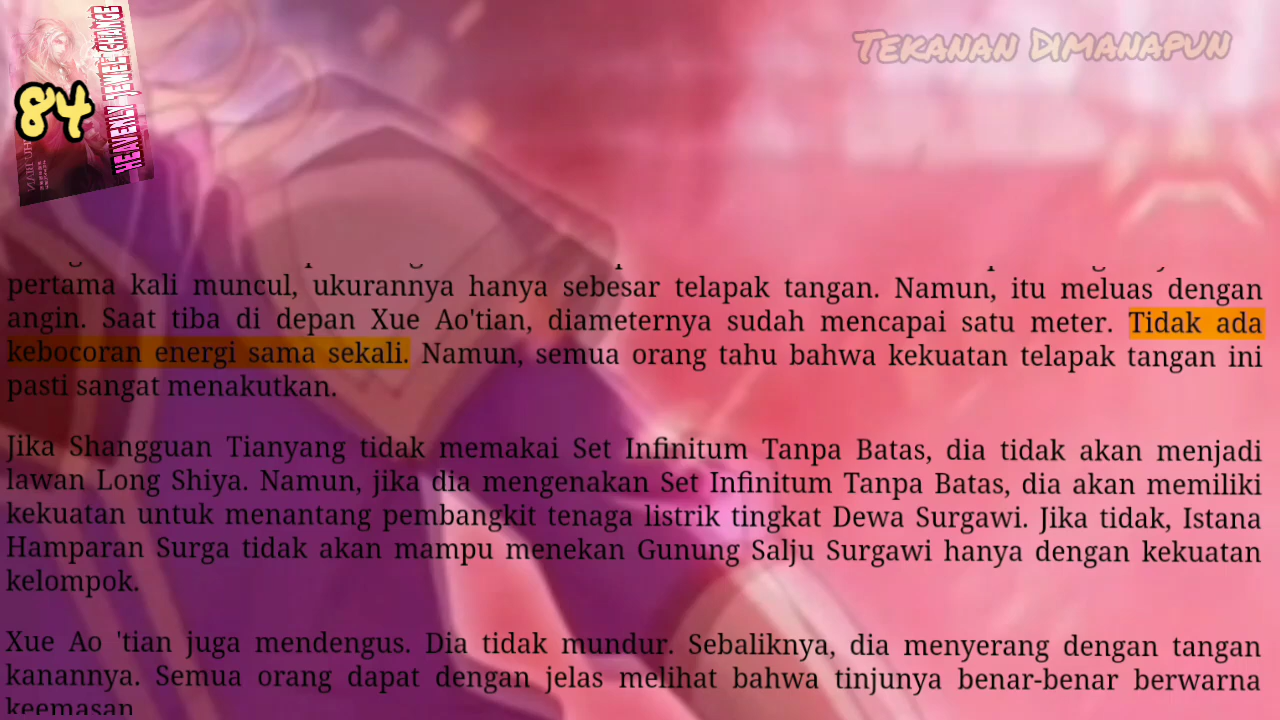 HEAVENLY JEWEL CHANGE
84
Tekanan Dimanapun
pertama kali muncul, ukurannya hanya sebesar telapak tangan. Namun, itu meluas dengan
angin. Saat tiba di depan Xue Ao'tian, diameternya sudah mencapai satu meter. Tidak ada
kebocoran energi sama sekali. Namun, semua orang tahu bahwa kekuatan telapak tangan ini
pasti sangat menakutkan.
Jika Shangguan Tianyang tidak memakai Set Infinitum Tanpa Batas, dia tidak akan menjadi
lawan Long Shiya. Namun, jika dia mengenakan Set Infinitum Tanpa Batas, dia akan memiliki
kekuatan untuk menantang pembangkit tenaga listrik tingkat Dewa Surgawi. Jika tidak, Istana
Hamparan Surga tidak akan mampu menekan Gunung Salju Surgawi hanya dengan kekuatan
kelompok.
Xue Ao 'tian juga mendengus. Dia tidak mundur. Sebaliknya, dia menyerang dengan tangan
kanannya. Semua orang dapat dengan jelas melihat bahwa tinjunya benar-benar berwarna
keemasan